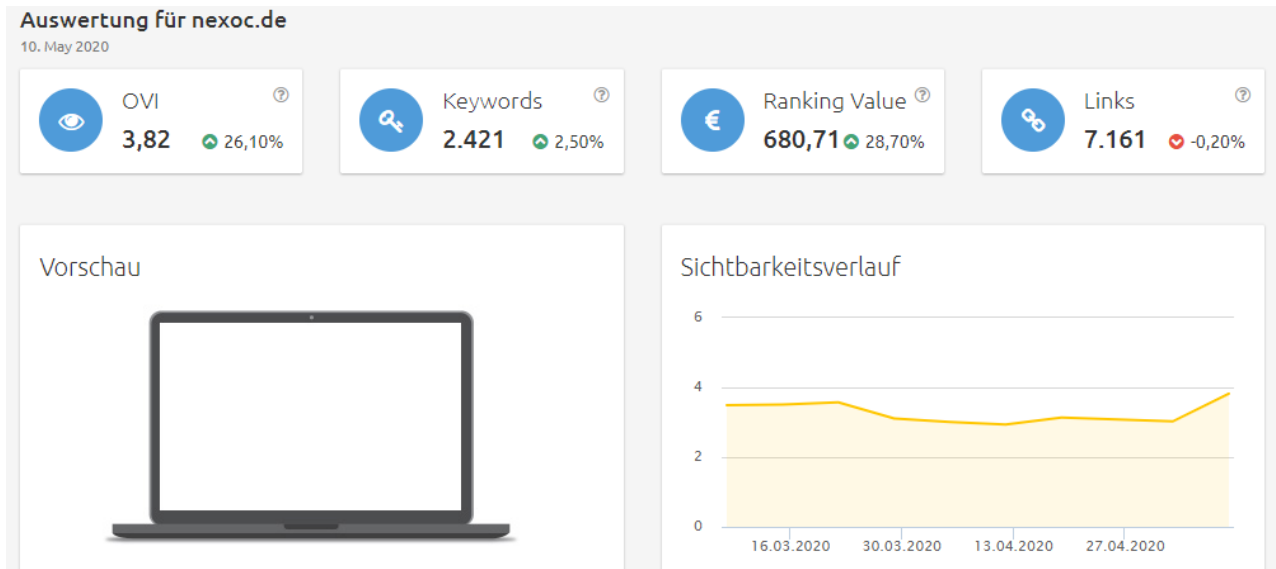 Auswertung für nexoc.de
10. May 2020
OVI
3,82 26,10%
Keywords
2.421 2,50%
Ranking Value
€
680,71 28,70%
Links
7.161 -0,20%
Vorschau
Sichtbarkeitsverlauf
6
4
2
0
16.03.2020 30.03.2020 13.04.2020 27.04.2020